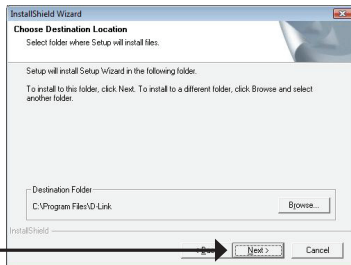 InstallShield Wizard
Choose Destination Location
Select folder where Setup will install files.
Setup will install Setup Wizard in the following folder.
To install to this folder, click Next. To install to a different folder, click Browse and select
another folder.
Destination Folder
C:\Program Files\D-Link
Browse...
InstallShield
Next >
Cancel